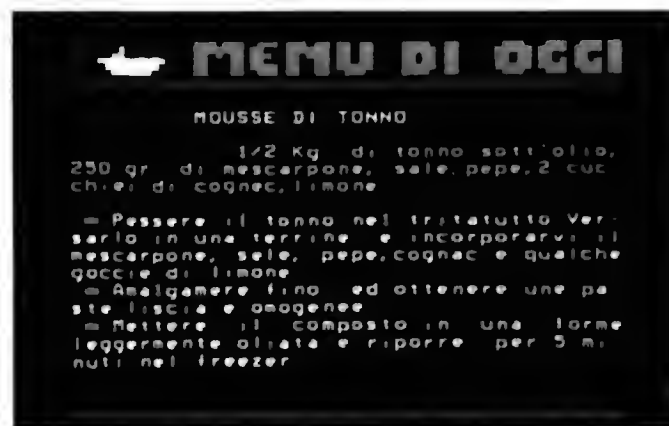 MENU DI OGGI
MOUSSE DI TONNO
1/2 Kg di tonno sott'olio,
250 gr di mascarpone, sale, pepe, 2 cuc
chiai di cognac, limone
- Passare il tonno nel tritatutto Ver-
sarlo in una terrina e incorporarvi il
mascarpone, sale, pepe, cognac e qualche
goccia di limone
- Amalgamare fino ad ottenere una pa
sta liscia e omogenea
- Mettere il composto in una forma
leggermente oliata e riporre per 5 mi
nuti nel freezer